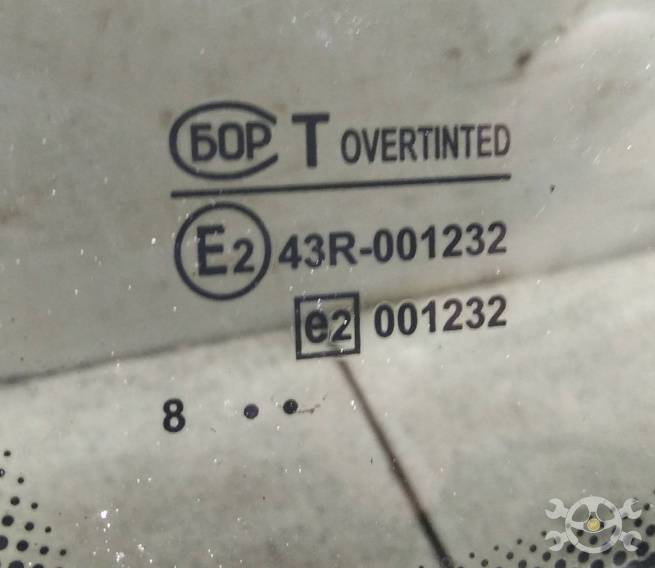 БОР T OVERTINTED
E2 43R-001232
e2 001232
8 ••